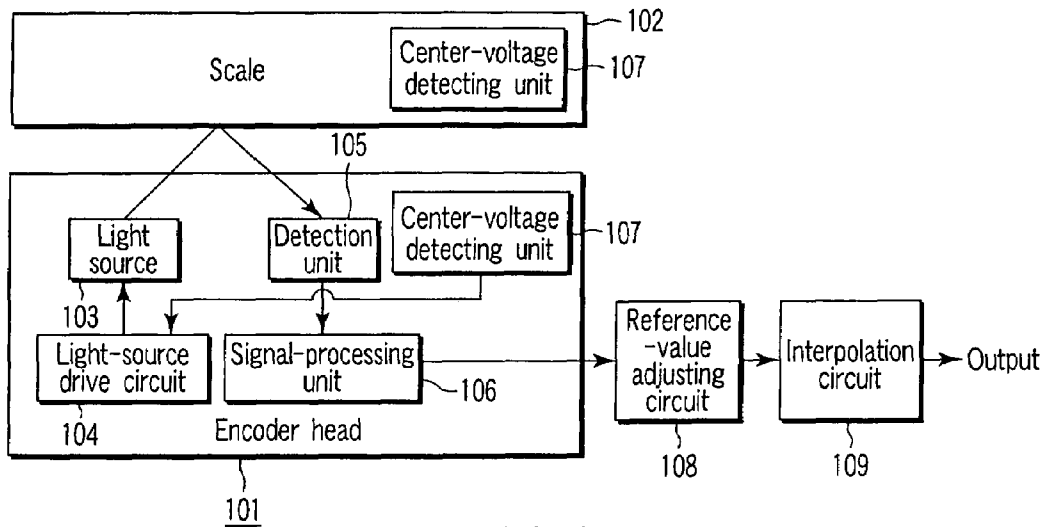 102
Scale
Center-voltage
detecting unit
107
105
Light
source
103
Detection
unit
Center-voltage
detecting unit
107
Light-source
drive circuit
104
Signal-processing
unit
106
Encoder head
101
Reference
-value
adjusting
circuit
108
Interpolation
circuit
109
Output